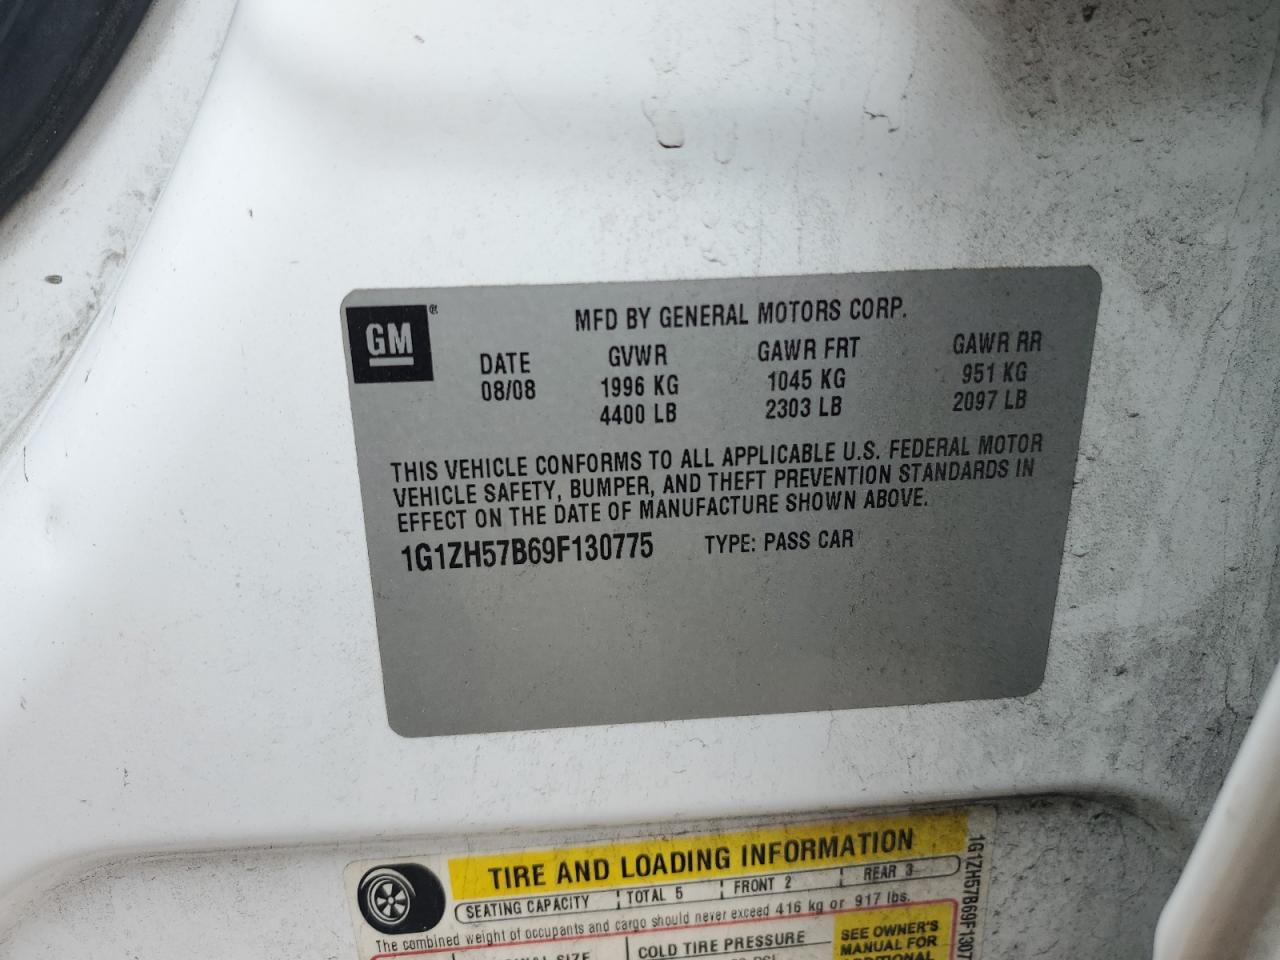 GM®
MFD BY GENERAL MOTORS CORP.
DATE GVWR GAWR FRT GAWR RR
08/08 1996 KG 1045 KG 951 KG
4400 LB 2303 LB 2097 LB
THIS VEHICLE CONFORMS TO ALL APPLICABLE U.S. FEDERAL MOTOR
VEHICLE SAFETY, BUMPER, AND THEFT PREVENTION STANDARDS IN
EFFECT ON THE DATE OF MANUFACTURE SHOWN ABOVE.
1G1ZH57B69F130775 TYPE: PASS CAR
TIRE AND LOADING INFORMATION
SEATING CAPACITY TOTAL 5 FRONT 2 REAR 3
The combined weight of occupants and cargo should never exceed 416 kg or 917 lbs.
COLD TIRE PRESSURE
SEE OWNER'S
MANUAL FOR
ADDITIONAL
1G1ZH57B69F1307